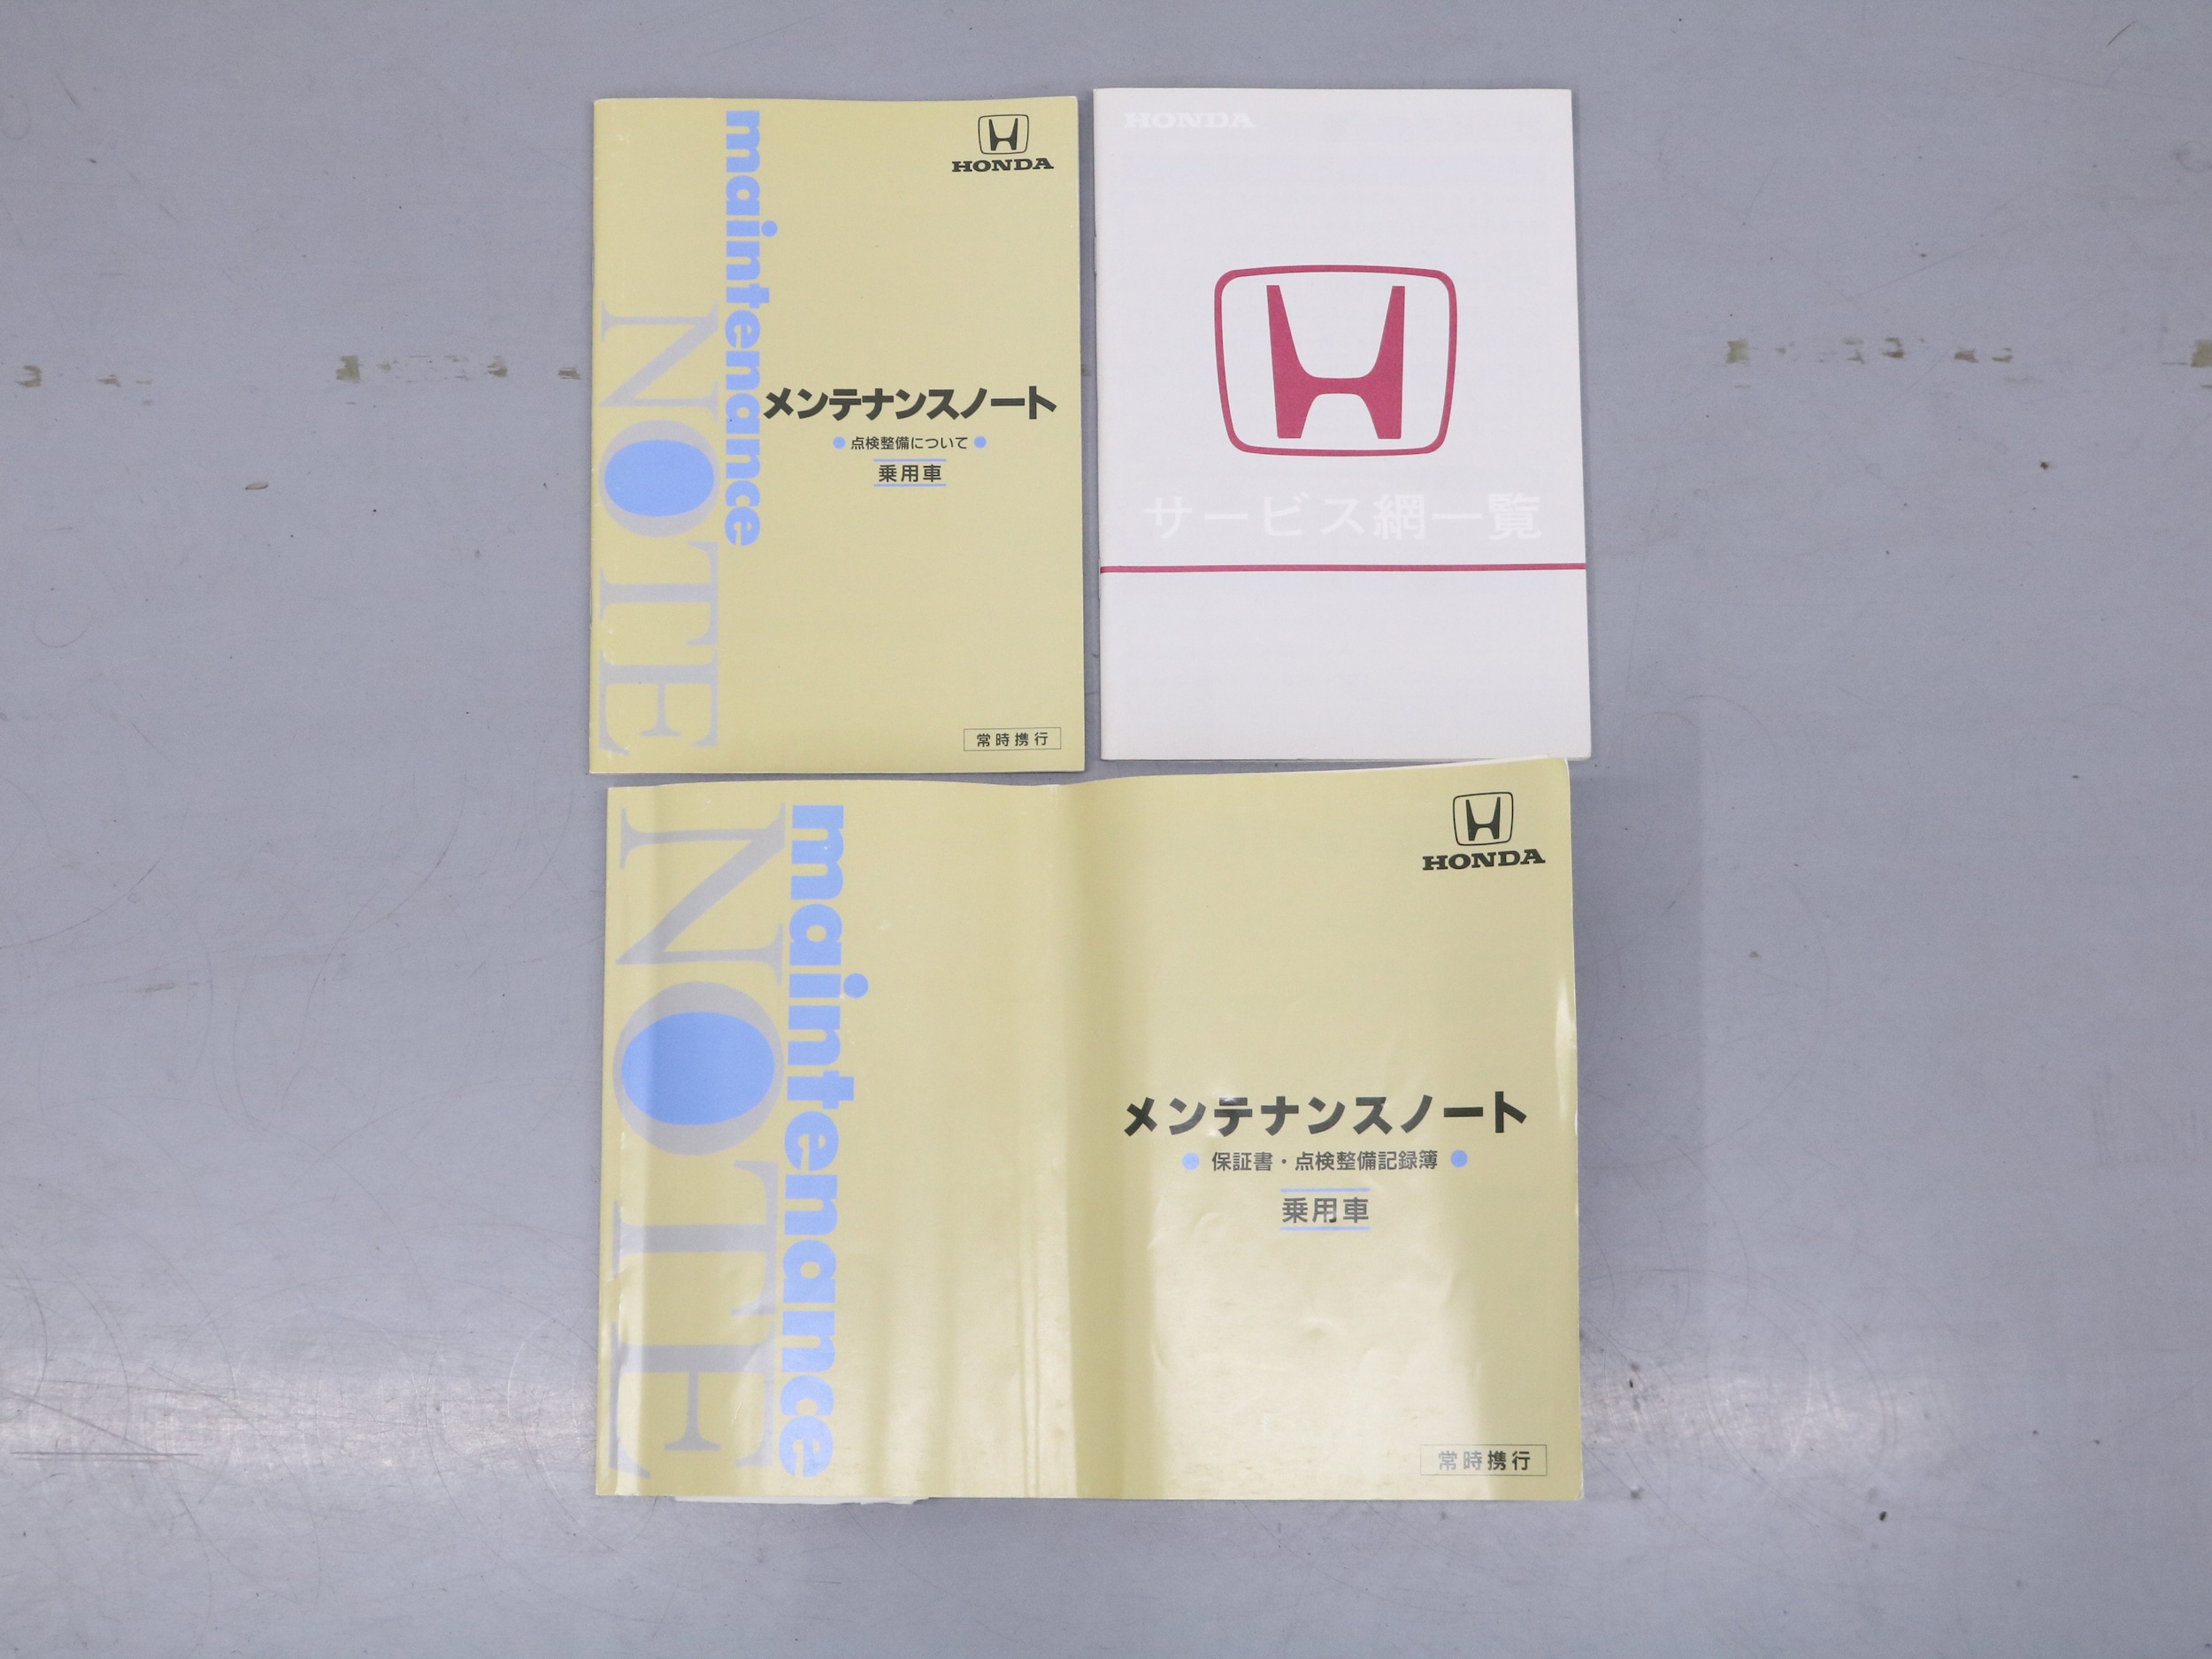 HONDA
maintenance
NOTE
メンテナンスノート
点検整備について
乗用車
常時携行
HONDA
サービス網一覧
HONDA
maintenance
NOTE
メンテナンスノート
保証書・点検整備記録簿
乗用車
常時携行